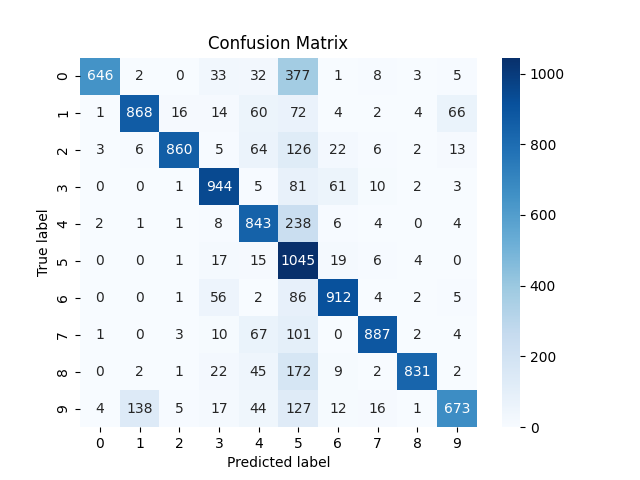 Confusion Matrix
0 646 2 0 33 32 377 1 8 3 5
1 1 868 16 14 60 72 4 2 4 66
2 3 6 860 5 64 126 22 6 2 13
3 0 0 1 944 5 81 61 10 2 3
4 2 1 1 8 843 238 6 4 0 4
5 0 0 1 17 15 1045 19 6 4 0
6 0 0 1 56 2 86 912 4 2 5
7 1 0 3 10 67 101 0 887 2 4
8 0 2 1 22 45 172 9 2 831 2
9 4 138 5 17 44 127 12 16 1 673
0 1 2 3 4 5 6 7 8 9
Predicted label
True label
1000
800
600
400
200
0